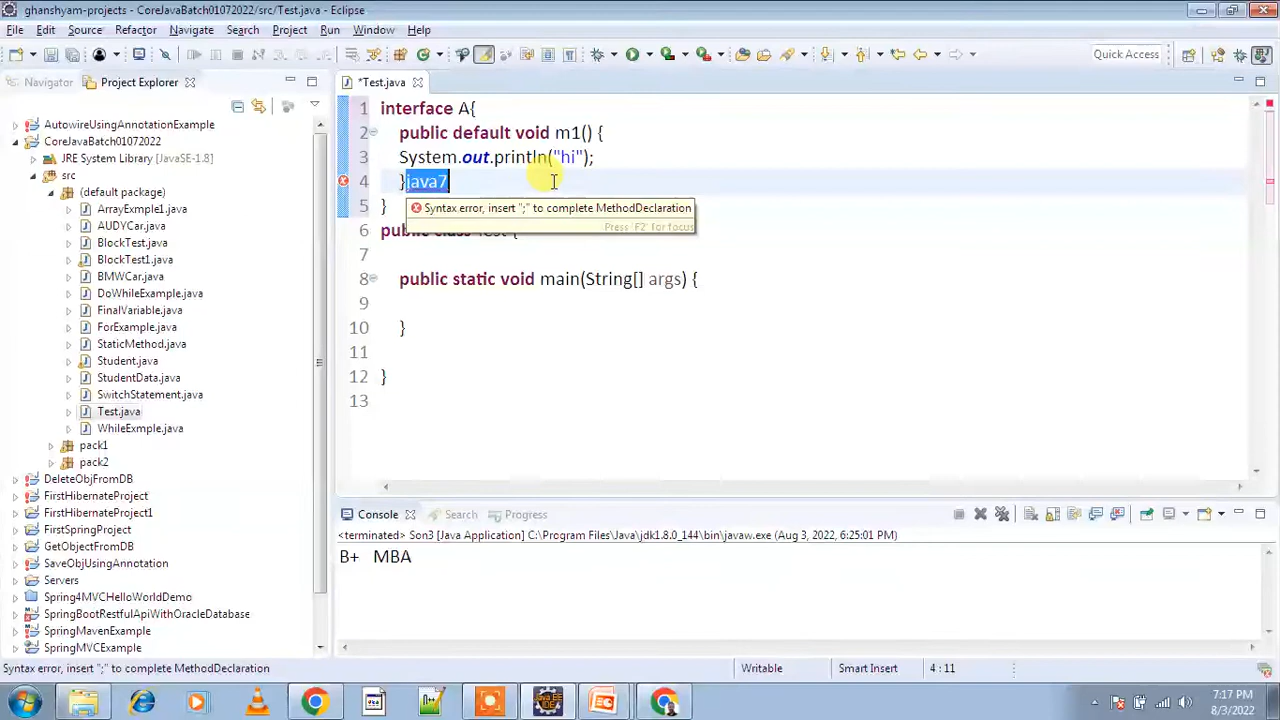 ghanshyam-projects - CoreJavaBatch01072022/src/Test.java - Eclipse
File Edit Source Refactor Navigate Search Project Run Window Help
Quick Access
Navigator Project Explorer
*Test.java
AutowireUsingAnnotationExample
CoreJavaBatch01072022
JRE System Library [JavaSE-1.8]
src
(default package)
ArrayExmple1.java
AUDYCar.java
BlockTest.java
BlockTest1.java
BMWCar.java
DoWhileExample.java
FinalVariable.java
ForExample.java
StaticMethod.java
Student.java
StudentData.java
SwitchStatement.java
Test.java
WhileExmple.java
pack1
pack2
DeleteObjFromDB
FirstHibernateProject
FirstHibernateProject1
FirstSpringProject
GetObjectFromDB
SaveObjUsingAnnotation
Servers
Spring4MVCHelloWorldDemo
SpringBootRestfulApiWithOracleDatabase
SpringMavenExample
SpringMVCExample
1 interface A{
2 public default void m1() {
3 System.out.println("hi");
4 }java7
5 }
Syntax error, insert ";" to complete MethodDeclaration
Press 'F2' for focus
6 public class Test {
7
8 public static void main(String[] args) {
9
10 }
11
12 }
13
Console Search Progress
<terminated> Son3 [Java Application] C:\Program Files\Java\jdk1.8.0_144\bin\javaw.exe (Aug 3, 2022, 6:25:01 PM)
B+ MBA
Syntax error, insert ";" to complete MethodDeclaration
Writable Smart Insert 4 : 11
7:17 PM
8/3/2022